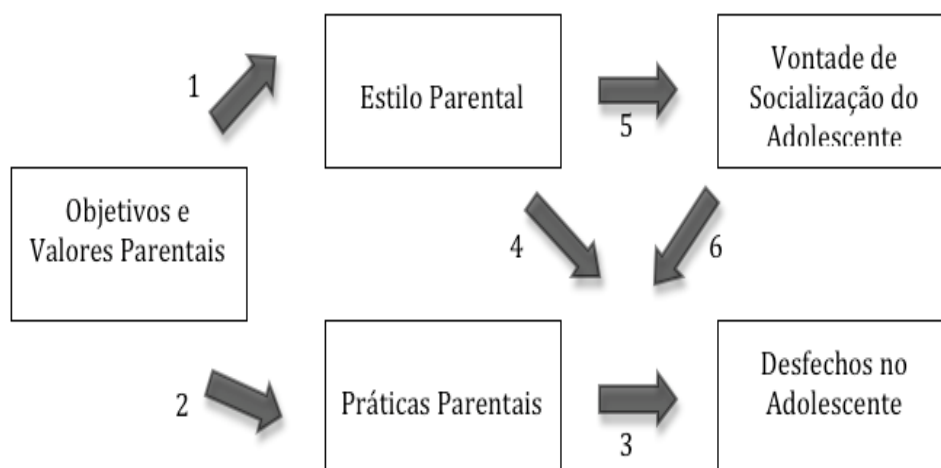 1
Estilo Parental
5
Vontade de
Socialização do
Adolescente
Objetivos e
Valores Parentais
4
6
2
Práticas Parentais
3
Desfechos no
Adolescente